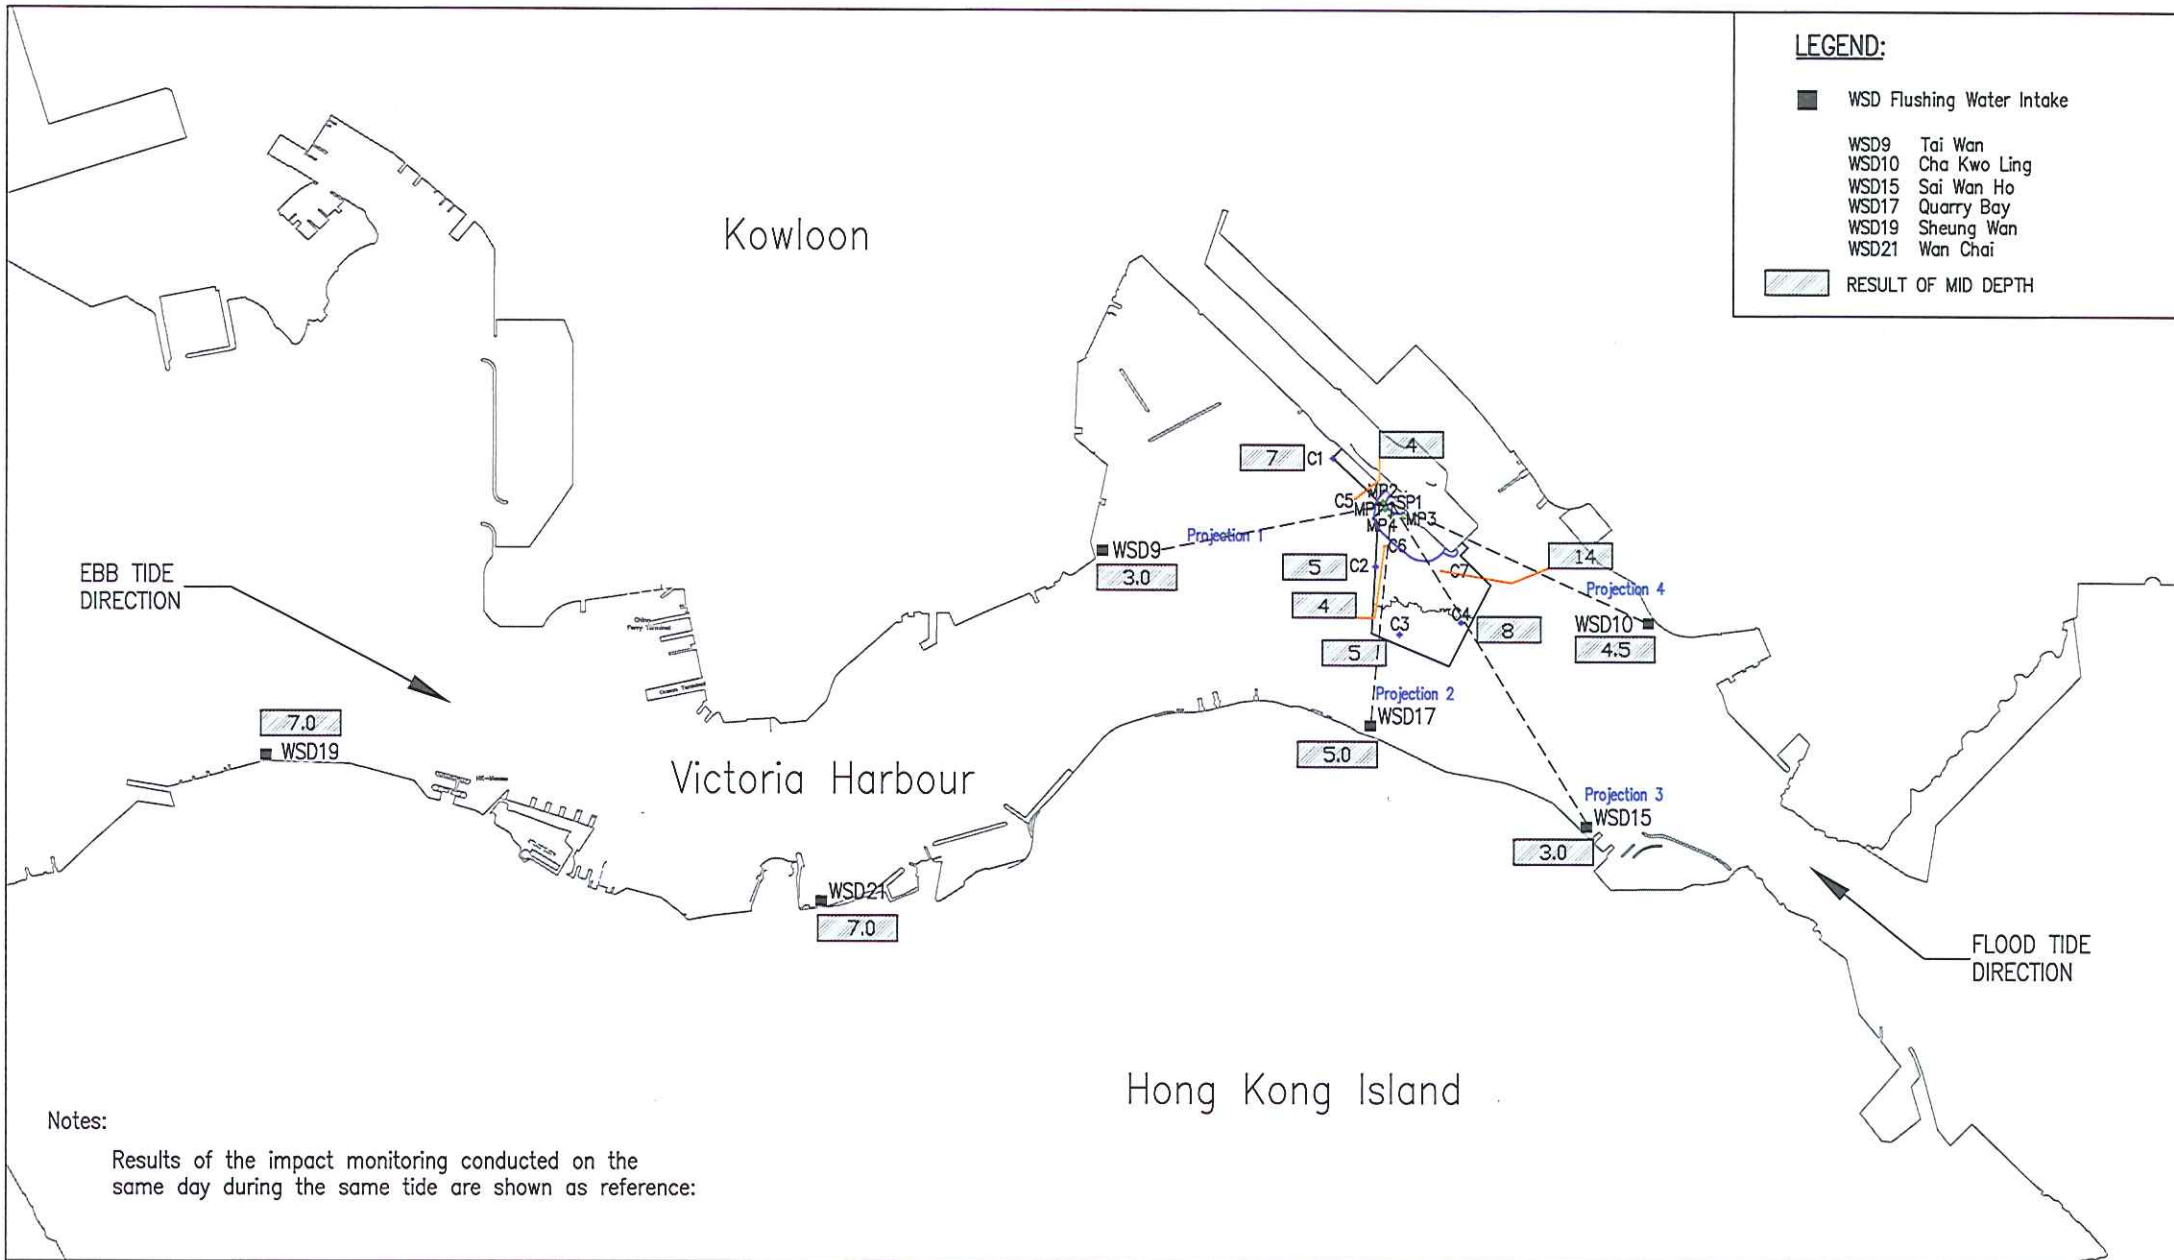 LEGEND:
WSD Flushing Water Intake
WSD9 Tai Wan
WSD10 Cha Kwo Ling
WSD15 Sai Wan Ho
WSD17 Quarry Bay
WSD19 Sheung Wan
WSD21 Wan Chai
RESULT OF MID DEPTH
Kowloon
4
7 C1
MP2
C5
SP1
MP3
MP4
C6
Projection 1
WSD9
3.0
14
5 C2
C7
Projection 4
4
C4
C3
8
WSD10
4.5
5
EBB TIDE
DIRECTION
China
Ferry Terminal
Ocean Terminal
Projection 2
WSD17
5.0
7.0
WSD19
Victoria Harbour
Projection 3
WSD15
3.0
WSD21
7.0
FLOOD TIDE
DIRECTION
Hong Kong Island
Notes:
Results of the impact monitoring conducted on the
same day during the same tide are shown as reference: